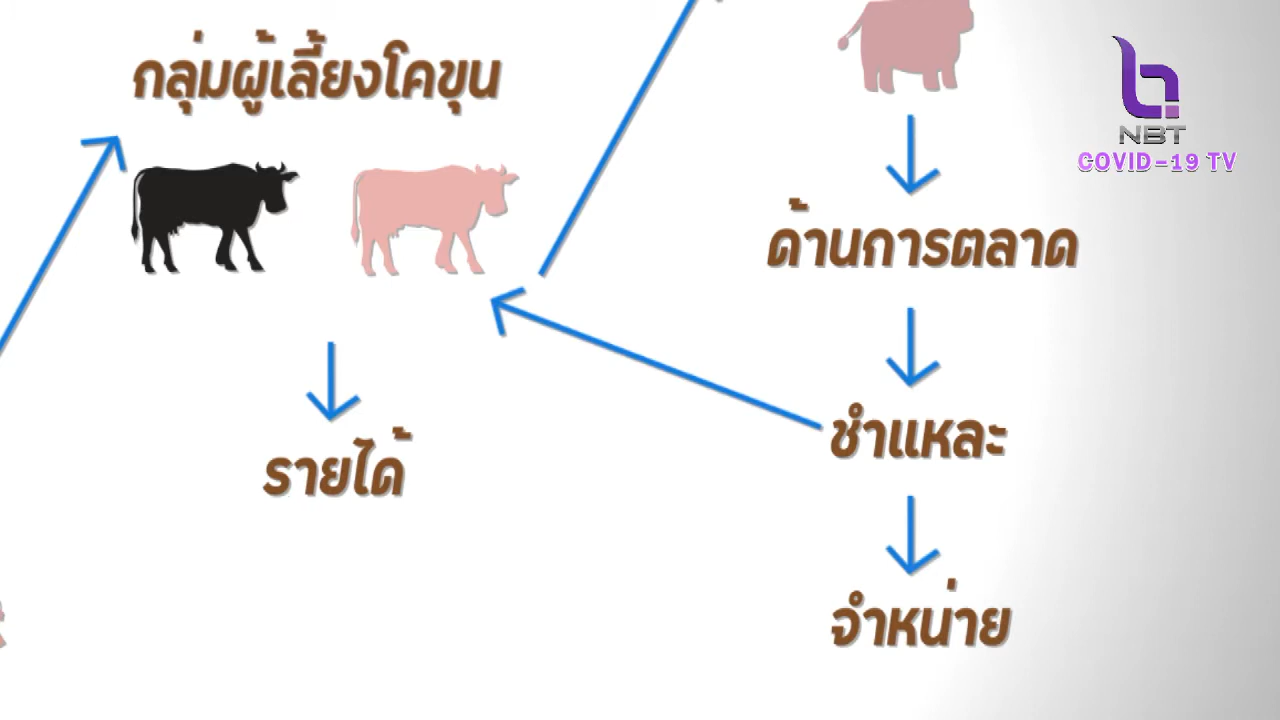 กลุ่มผู้เลี้ยงโคขุน
NBT
COVID-19 TV
ด้านการตลาด
ชำแหละ
รายได้
จำหน่าย